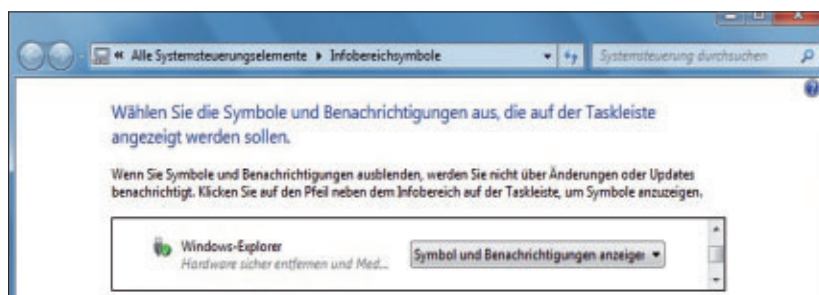 « Alle Systemsteuerungselemente ▸ Infobereichsymbole
Systemsteuerung durchsuchen
Wählen Sie die Symbole und Benachrichtigungen aus, die auf der Taskleiste
angezeigt werden sollen.
Wenn Sie Symbole und Benachrichtigungen ausblenden, werden Sie nicht über Änderungen oder Updates
benachrichtigt. Klicken Sie auf den Pfeil neben dem Infobereich auf der Taskleiste, um Symbole anzuzeigen.
Windows-Explorer
Hardware sicher entfernen und Med...
Symbol und Benachrichtigungen anzeigen